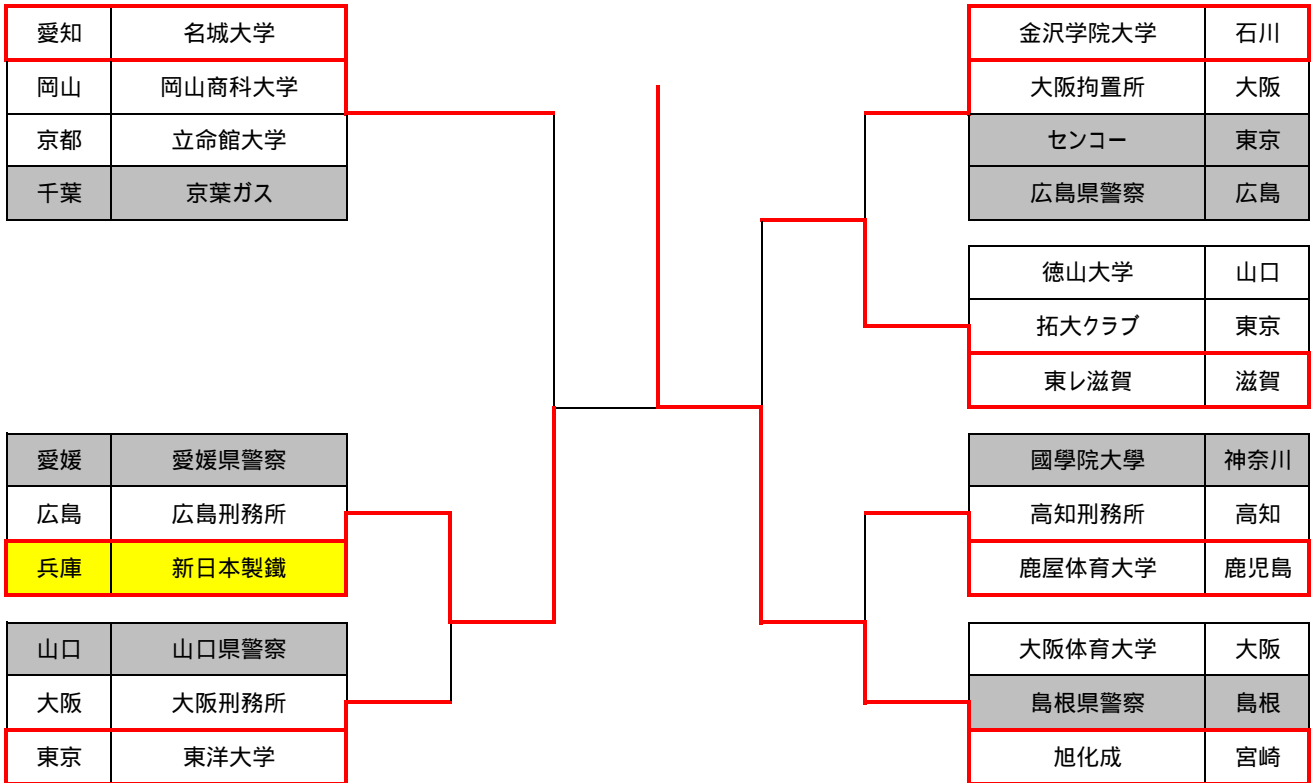 愛知 名城大学
岡山 岡山商科大学
京都 立命館大学
千葉 京葉ガス
愛媛 愛媛県警察
広島 広島刑務所
兵庫 新日本製鐵
山口 山口県警察
大阪 大阪刑務所
東京 東洋大学
金沢学院大学 石川
大阪拘置所 大阪
センコー 東京
広島県警察 広島
徳山大学 山口
拓大クラブ 東京
東レ滋賀 滋賀
國學院大學 神奈川
高知刑務所 高知
鹿屋体育大学 鹿児島
大阪体育大学 大阪
島根県警察 島根
旭化成 宮崎